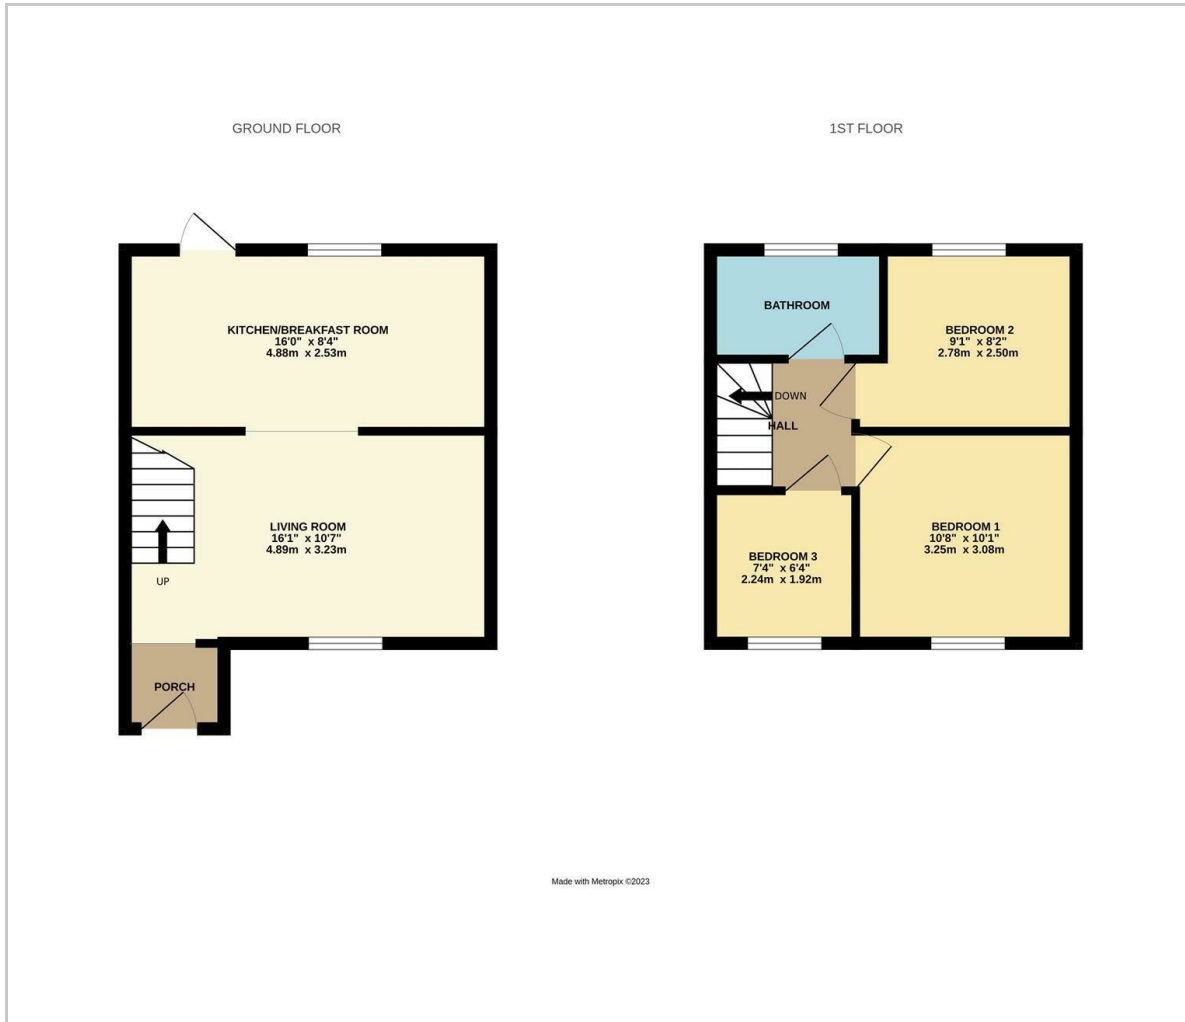 GROUND FLOOR
KITCHEN/BREAKFAST ROOM
16'0" x 8'4"
4.88m x 2.53m
LIVING ROOM
16'1" x 10'7"
4.89m x 3.23m
UP
PORCH
1ST FLOOR
BATHROOM
BEDROOM 2
9'1" x 8'2"
2.78m x 2.50m
DOWN
HALL
BEDROOM 1
10'8" x 10'1"
3.25m x 3.08m
BEDROOM 3
7'4" x 6'4"
2.24m x 1.92m
Made with Metropix ©2023